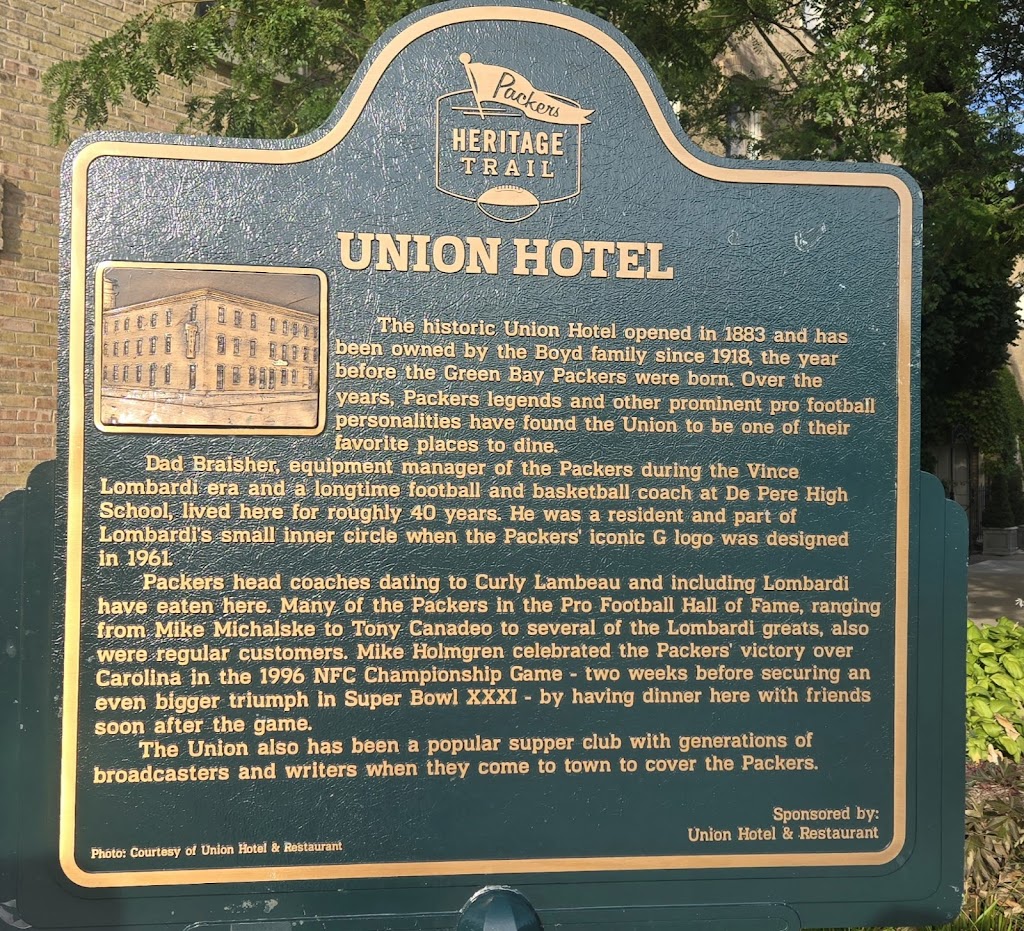 Packers
HERITAGE
TRAIL
UNION HOTEL
The historic Union Hotel opened in 1883 and has
been owned by the Boyd family since 1918, the year
before the Green Bay Packers were born. Over the
years, Packers legends and other prominent pro football
personalities have found the Union to be one of their
favorite places to dine.
Dad Braisher, equipment manager of the Packers during the Vince
Lombardi era and a longtime football and basketball coach at De Pere High
School, lived here for roughly 40 years. He was a resident and part of
Lombardi's small inner circle when the Packers' iconic G logo was designed
in 1961.
Packers head coaches dating to Curly Lambeau and including Lombardi
have eaten here. Many of the Packers in the Pro Football Hall of Fame, ranging
from Mike Michalske to Tony Canadeo to several of the Lombardi greats, also
were regular customers. Mike Holmgren celebrated the Packers' victory over
Carolina in the 1996 NFC Championship Game - two weeks before securing an
even bigger triumph in Super Bowl XXXI - by having dinner here with friends
soon after the game.
The Union also has been a popular supper club with generations of
broadcasters and writers when they come to town to cover the Packers.
Sponsored by:
Union Hotel & Restaurant
Photo: Courtesy of Union Hotel & Restaurant